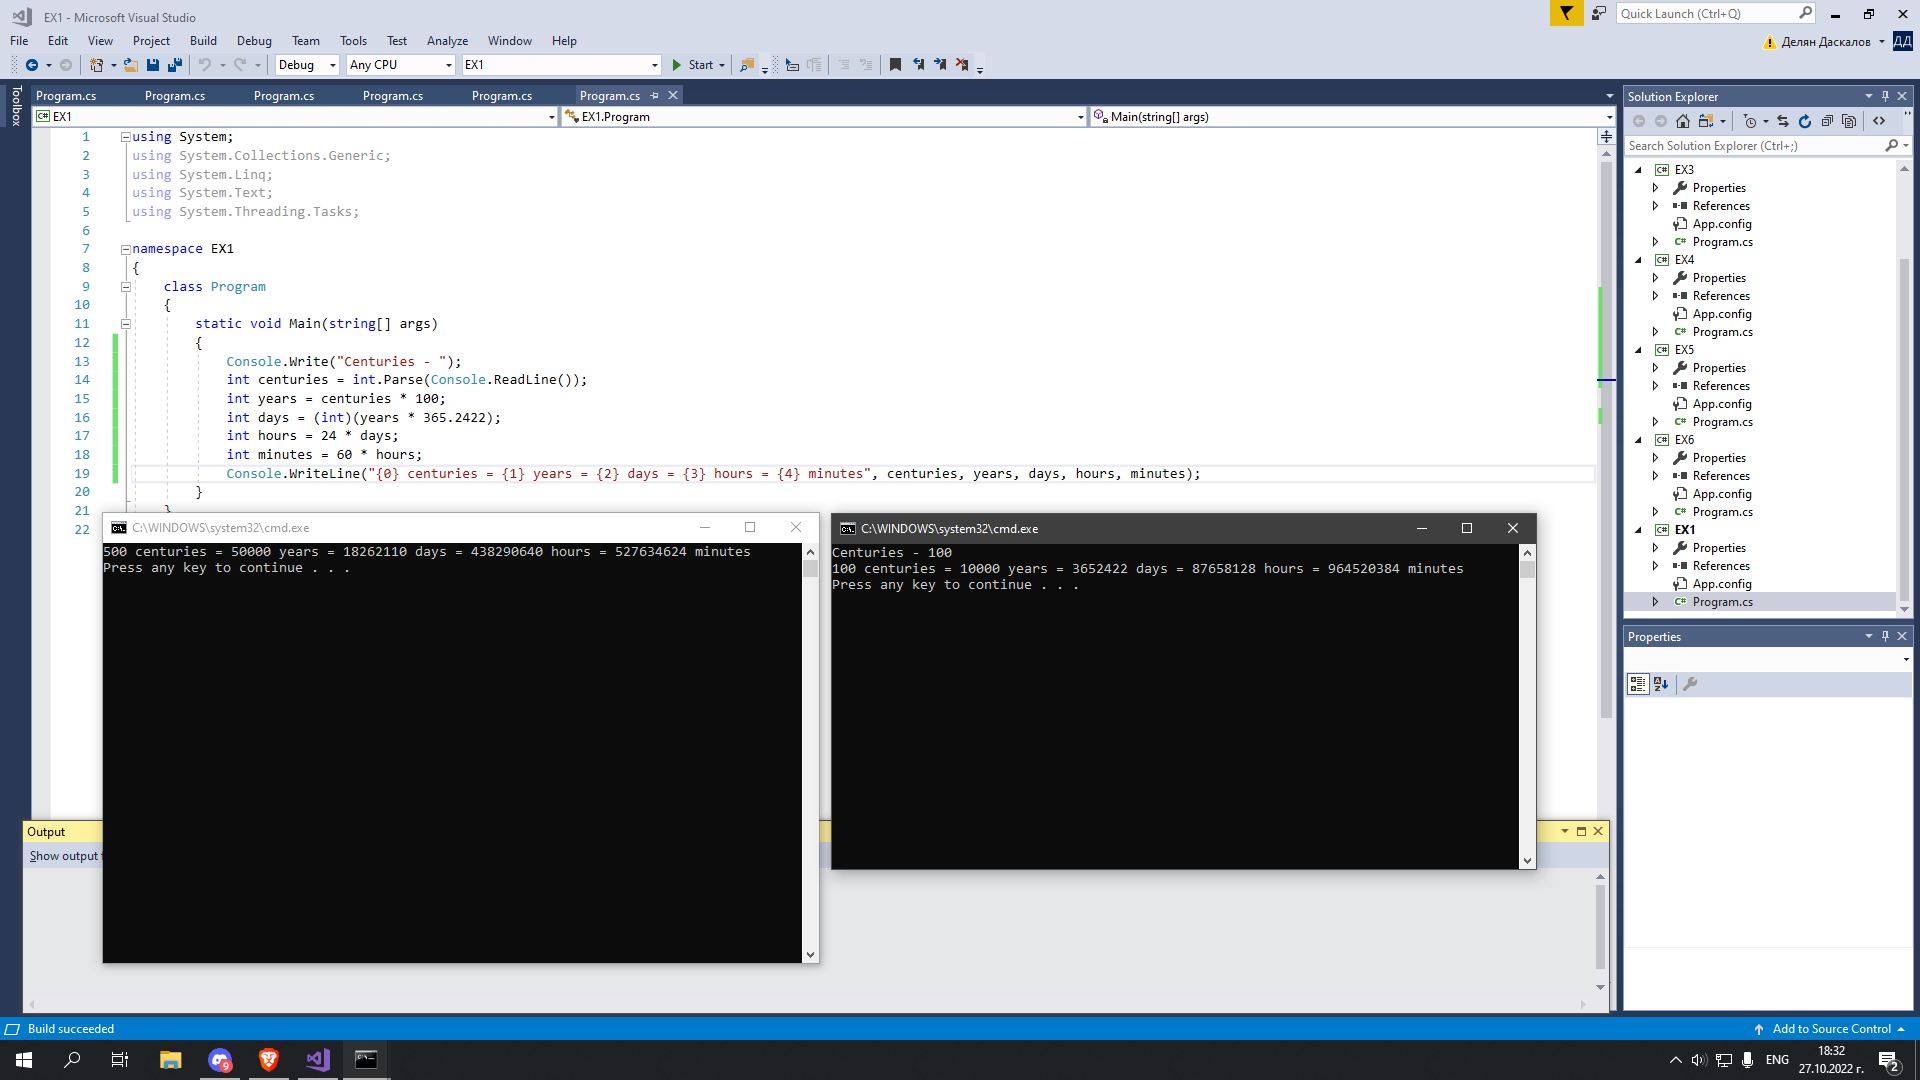 EX1 - Microsoft Visual Studio
Quick Launch (Ctrl+Q)
File Edit View Project Build Debug Team Tools Test Analyze Window Help
Делян Даскалов ДД
Debug Any CPU EX1 Start
Toolbox
Program.cs Program.cs Program.cs Program.cs Program.cs Program.cs
EX1 EX1.Program Main(string[] args)
1 using System;
2 using System.Collections.Generic;
3 using System.Linq;
4 using System.Text;
5 using System.Threading.Tasks;
6
7 namespace EX1
8 {
9 class Program
10 {
11 static void Main(string[] args)
12 {
13 Console.Write("Centuries - ");
14 int centuries = int.Parse(Console.ReadLine());
15 int years = centuries * 100;
16 int days = (int)(years * 365.2422);
17 int hours = 24 * days;
18 int minutes = 60 * hours;
19 Console.WriteLine("{0} centuries = {1} years = {2} days = {3} hours = {4} minutes", centuries, years, days, hours, minutes);
20 }
21 }
22
C:\WINDOWS\system32\cmd.exe
500 centuries = 50000 years = 18262110 days = 438290640 hours = 527634624 minutes
Press any key to continue . . .
C:\WINDOWS\system32\cmd.exe
Centuries - 100
100 centuries = 10000 years = 3652422 days = 87658128 hours = 964520384 minutes
Press any key to continue . . .
Output
Show output
Solution Explorer
Search Solution Explorer (Ctrl+;)
C# EX3
Properties
References
App.config
C# Program.cs
C# EX4
Properties
References
App.config
C# Program.cs
C# EX5
Properties
References
App.config
C# Program.cs
C# EX6
Properties
References
App.config
C# Program.cs
C# EX1
Properties
References
App.config
C# Program.cs
Properties
Build succeeded
Add to Source Control
9
ENG
18:32
27.10.2022 г.
2